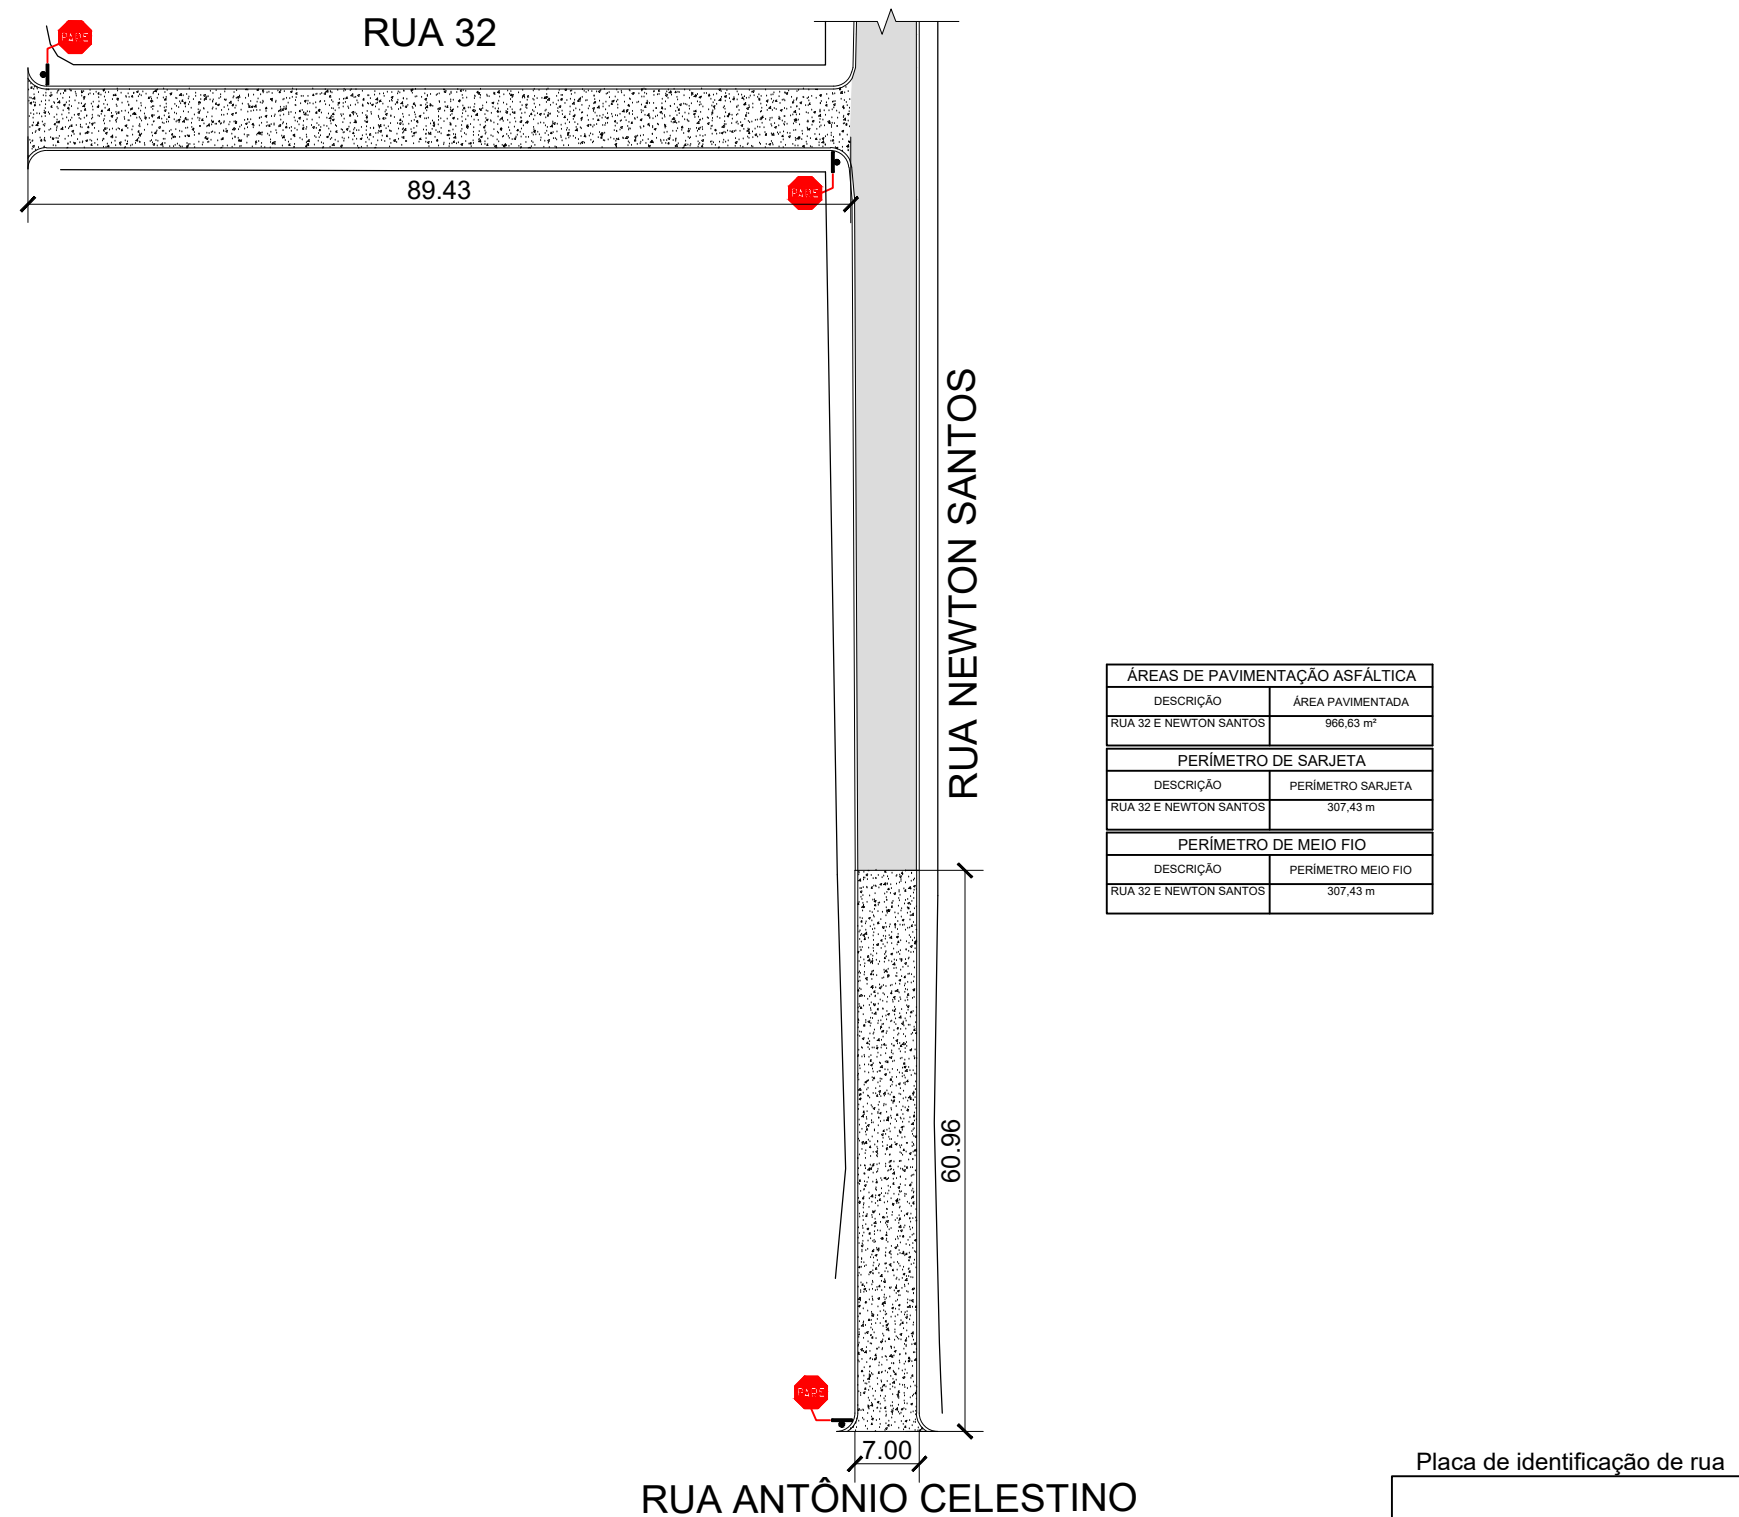 RUA 32
PARE
89.43
PARE
RUA NEWTON SANTOS
ÁREAS DE PAVIMENTAÇÃO ASFÁLTICA
DESCRIÇÃO ÁREA PAVIMENTADA
RUA 32 E NEWTON SANTOS 966,63 m²
PERÍMETRO DE SARJETA
DESCRIÇÃO PERÍMETRO SARJETA
RUA 32 E NEWTON SANTOS 307,43 m
PERÍMETRO DE MEIO FIO
DESCRIÇÃO PERÍMETRO MEIO FIO
RUA 32 E NEWTON SANTOS 307,43 m
60.96
PARE
7.00
RUA ANTÔNIO CELESTINO
Placa de identificação de rua